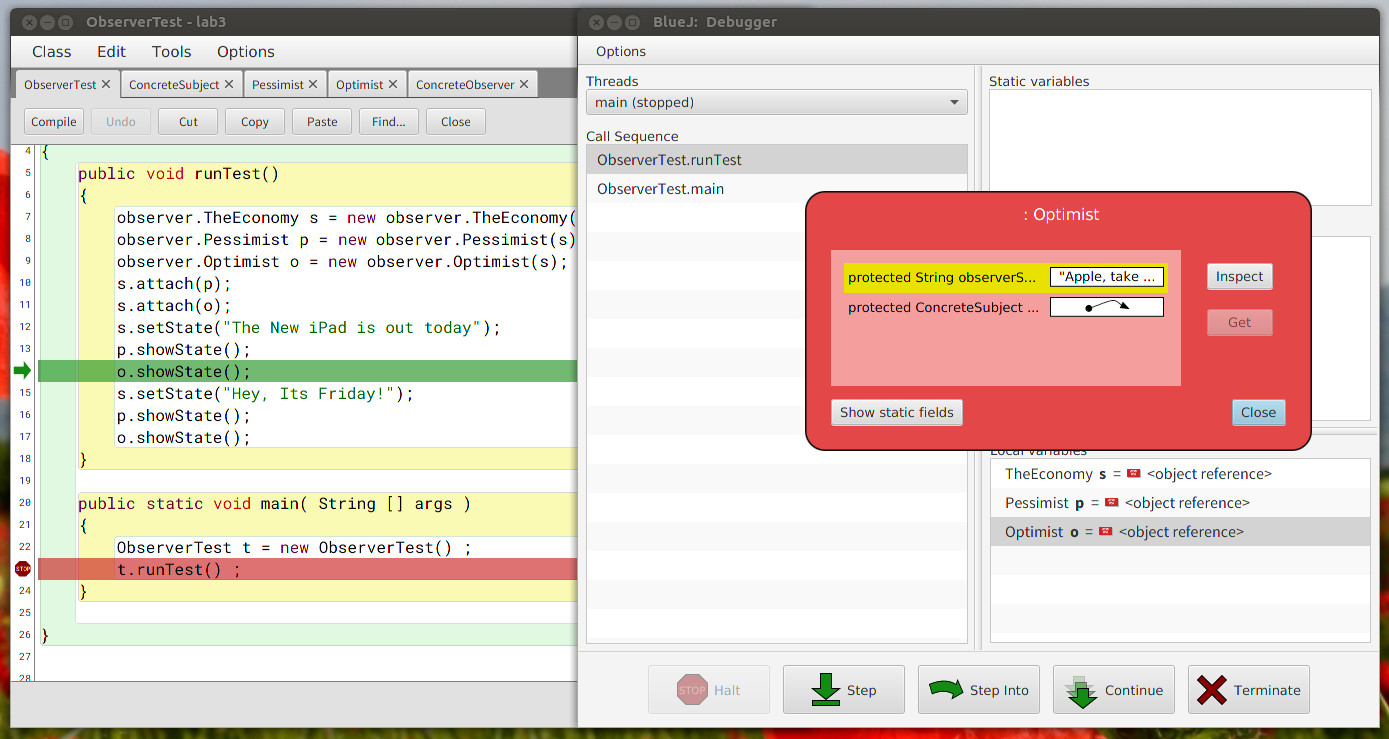 ObserverTest - lab3
Class Edit Tools Options
ObserverTest ConcreteSubject Pessimist Optimist ConcreteObserver
Compile Undo Cut Copy Paste Find... Close
4 {
5 public void runTest()
6 {
7 observer.TheEconomy s = new observer.TheEconomy(
8 observer.Pessimist p = new observer.Pessimist(s)
9 observer.Optimist o = new observer.Optimist(s);
10 s.attach(p);
11 s.attach(o);
12 s.setState("The New iPad is out today");
13 p.showState();
o.showState();
15 s.setState("Hey, Its Friday!");
16 p.showState();
17 o.showState();
18 }
19
20 public static void main( String [] args )
21 {
22 ObserverTest t = new ObserverTest() ;
STOP t.runTest() ;
24 }
25
26 }
27
28
BlueJ: Debugger
Options
Threads
main (stopped)
Call Sequence
ObserverTest.runTest
ObserverTest.main
Static variables
: Optimist
protected String observerS... "Apple, take ...
protected ConcreteSubject ...
Inspect
Get
Show static fields
Close
Local variables
TheEconomy s = <object reference>
Pessimist p = <object reference>
Optimist o = <object reference>
STOP Halt Step Step Into Continue Terminate